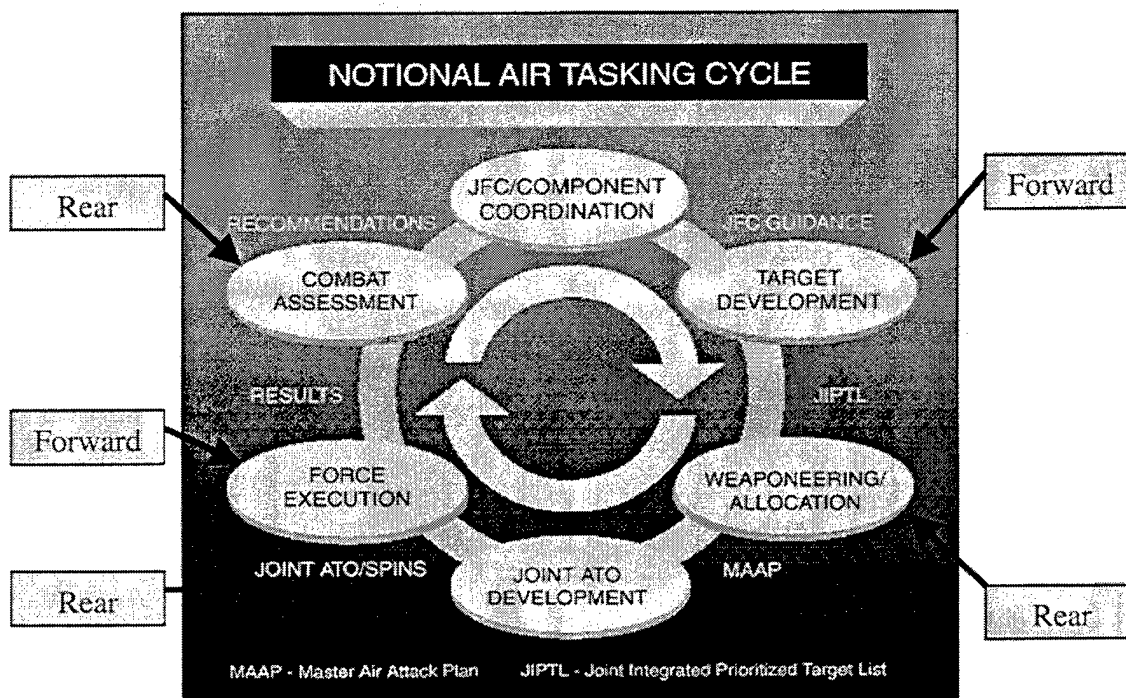 NOTIONAL AIR TASKING CYCLE
JFC/COMPONENT
COORDINATION
Rear
Forward
RECOMMENDATIONS
JFC GUIDANCE
COMBAT
ASSESSMENT
TARGET
DEVELOPMENT
RESULTS
JIPTL
Forward
FORCE
EXECUTION
WEAPONEERING/
ALLOCATION
JOINT ATO/SPINS
JOINT ATO
DEVELOPMENT
MAAP
Rear
Rear
MAAP - Master Air Attack Plan
JIPTL - Joint Integrated Prioritized Target List